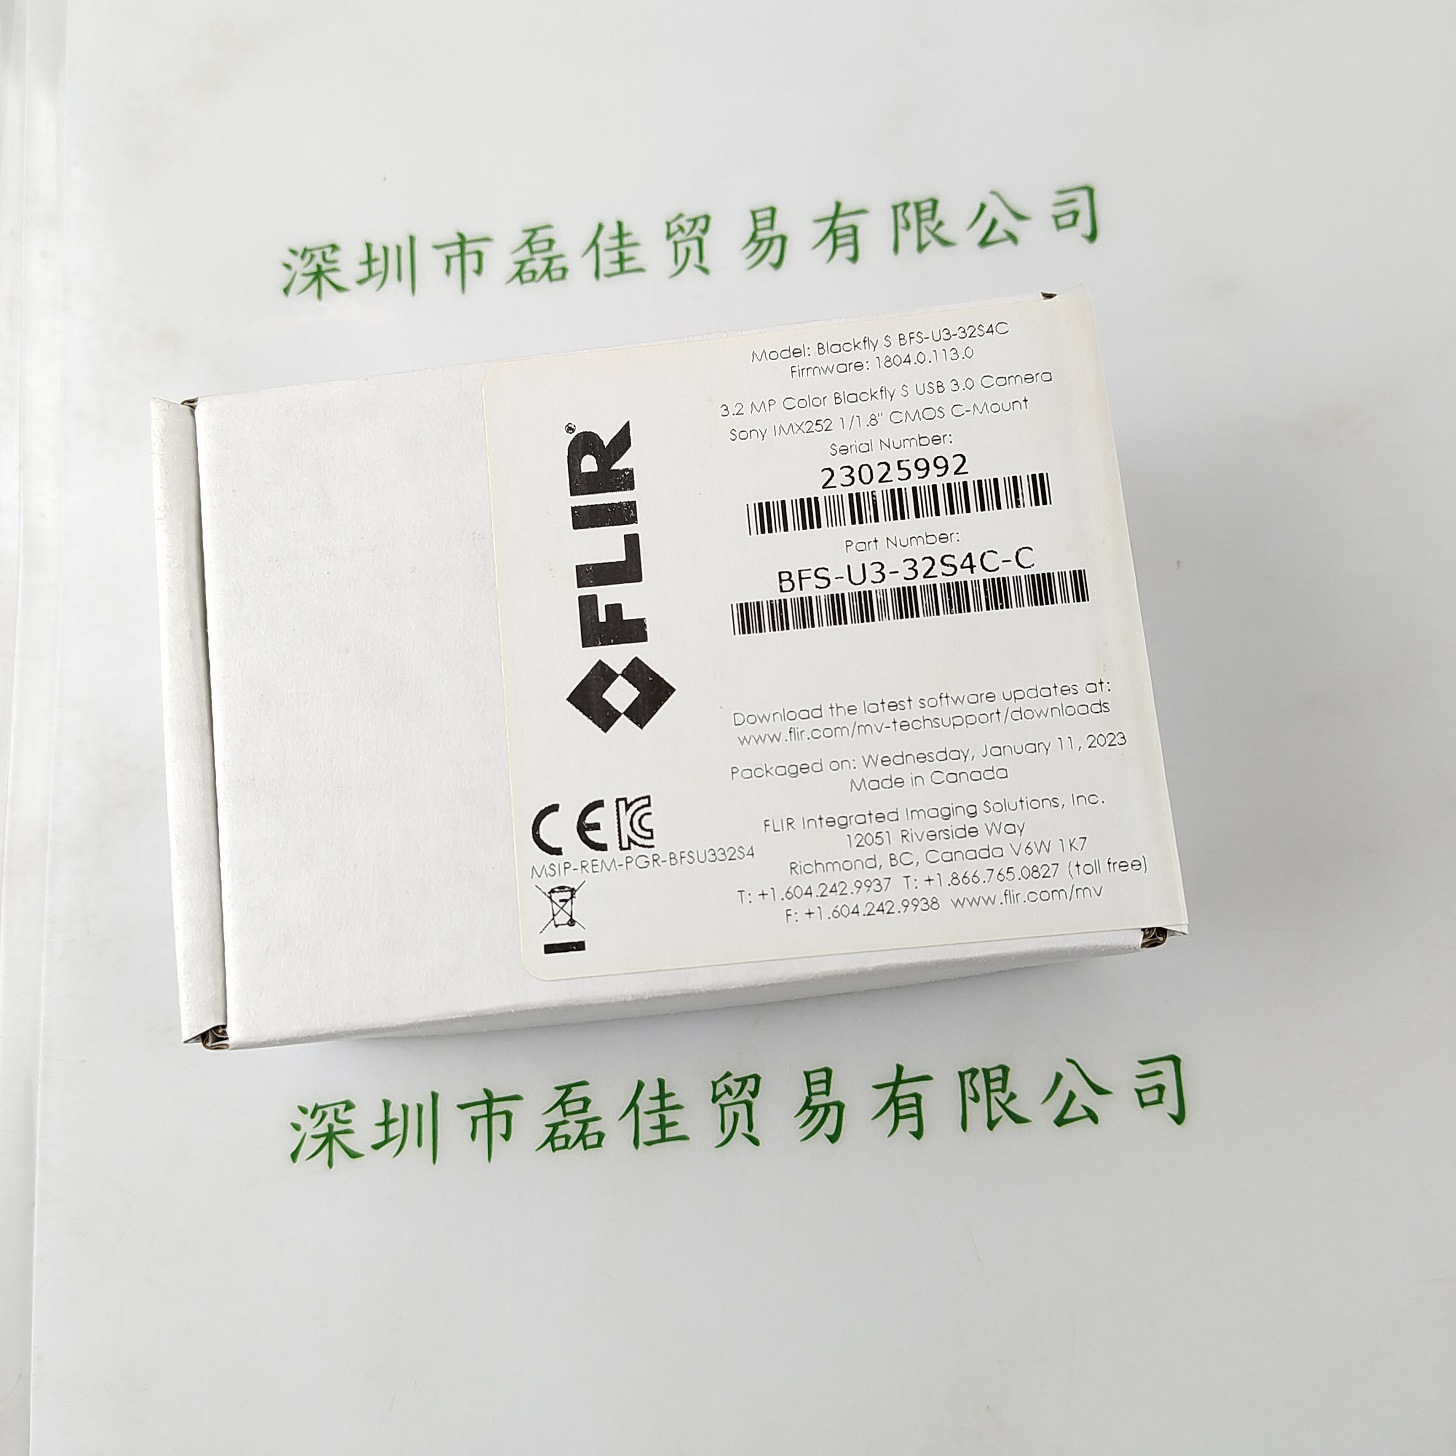 深圳市磊佳贸易有限公司
Model: Blackfly S BFS-U3-32S4C
Firmware: 1804.0.113.0
3.2 MP Color Blackfly S USB 3.0 Camera
Sony IMX252 1/1.8" CMOS C-Mount
Serial Number:
23025992
Part Number:
BFS-U3-32S4C-C
FLIR®
Download the latest software updates at:
www.flir.com/mv-techsupport/downloads
Packaged on: Wednesday, January 11, 2023
Made in Canada
FLIR Integrated Imaging Solutions, Inc.
12051 Riverside Way
Richmond, BC, Canada V6W 1K7
T: +1.604.242.9937 T: +1.866.765.0827 (toll free)
F: +1.604.242.9938 www.flir.com/mv
CE KC
MSIP-REM-PGR-BFSU332S4
深圳市磊佳贸易有限公司